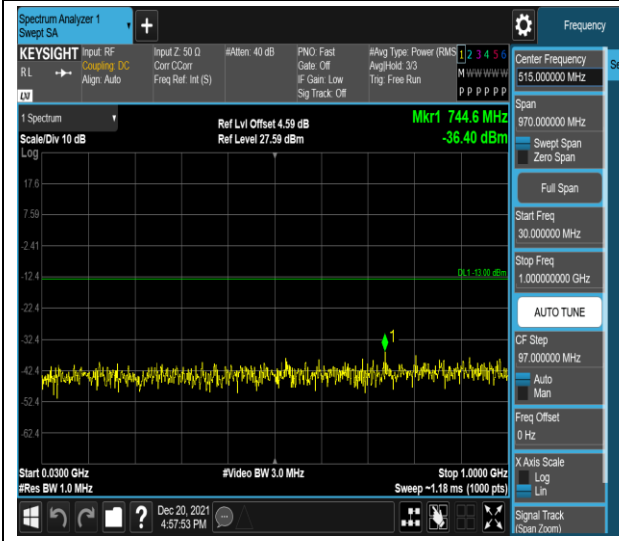 Spectrum Analyzer 1
Swept SA
+
Frequency
KEYSIGHT
RL
LXI
Input: RF
Coupling: DC
Align: Auto
Input Z: 50 Ω
Corr CCorr
Freq Ref: Int (S)
#Atten: 40 dB
PNO: Fast
Gate: Off
IF Gain: Low
Sig Track: Off
#Avg Type: Power (RMS
Avg|Hold: 3/3
Trig: Free Run
1 2 3 4 5 6
M W W W W W
P P P P P P
1 Spectrum
Scale/Div 10 dB
Log
Ref Lvl Offset 4.59 dB
Ref Level 27.59 dBm
Mkr1 744.6 MHz
-36.40 dBm
17.6
7.59
-2.41
-12.4
-22.4
-32.4
-42.4
-52.4
-62.4
DL1 -13.00 dBm
1
Start 0.0300 GHz
#Res BW 1.0 MHz
#Video BW 3.0 MHz
Stop 1.0000 GHz
Sweep ~1.18 ms (1000 pts)
?
Dec 20, 2021
4:57:53 PM
Center Frequency
515.000000 MHz
Span
970.000000 MHz
Swept Span
Zero Span
Full Span
Start Freq
30.000000 MHz
Stop Freq
1.000000000 GHz
AUTO TUNE
CF Step
97.000000 MHz
Auto
Man
Freq Offset
0 Hz
X Axis Scale
Log
Lin
Signal Track
(Span Zoom)
Se